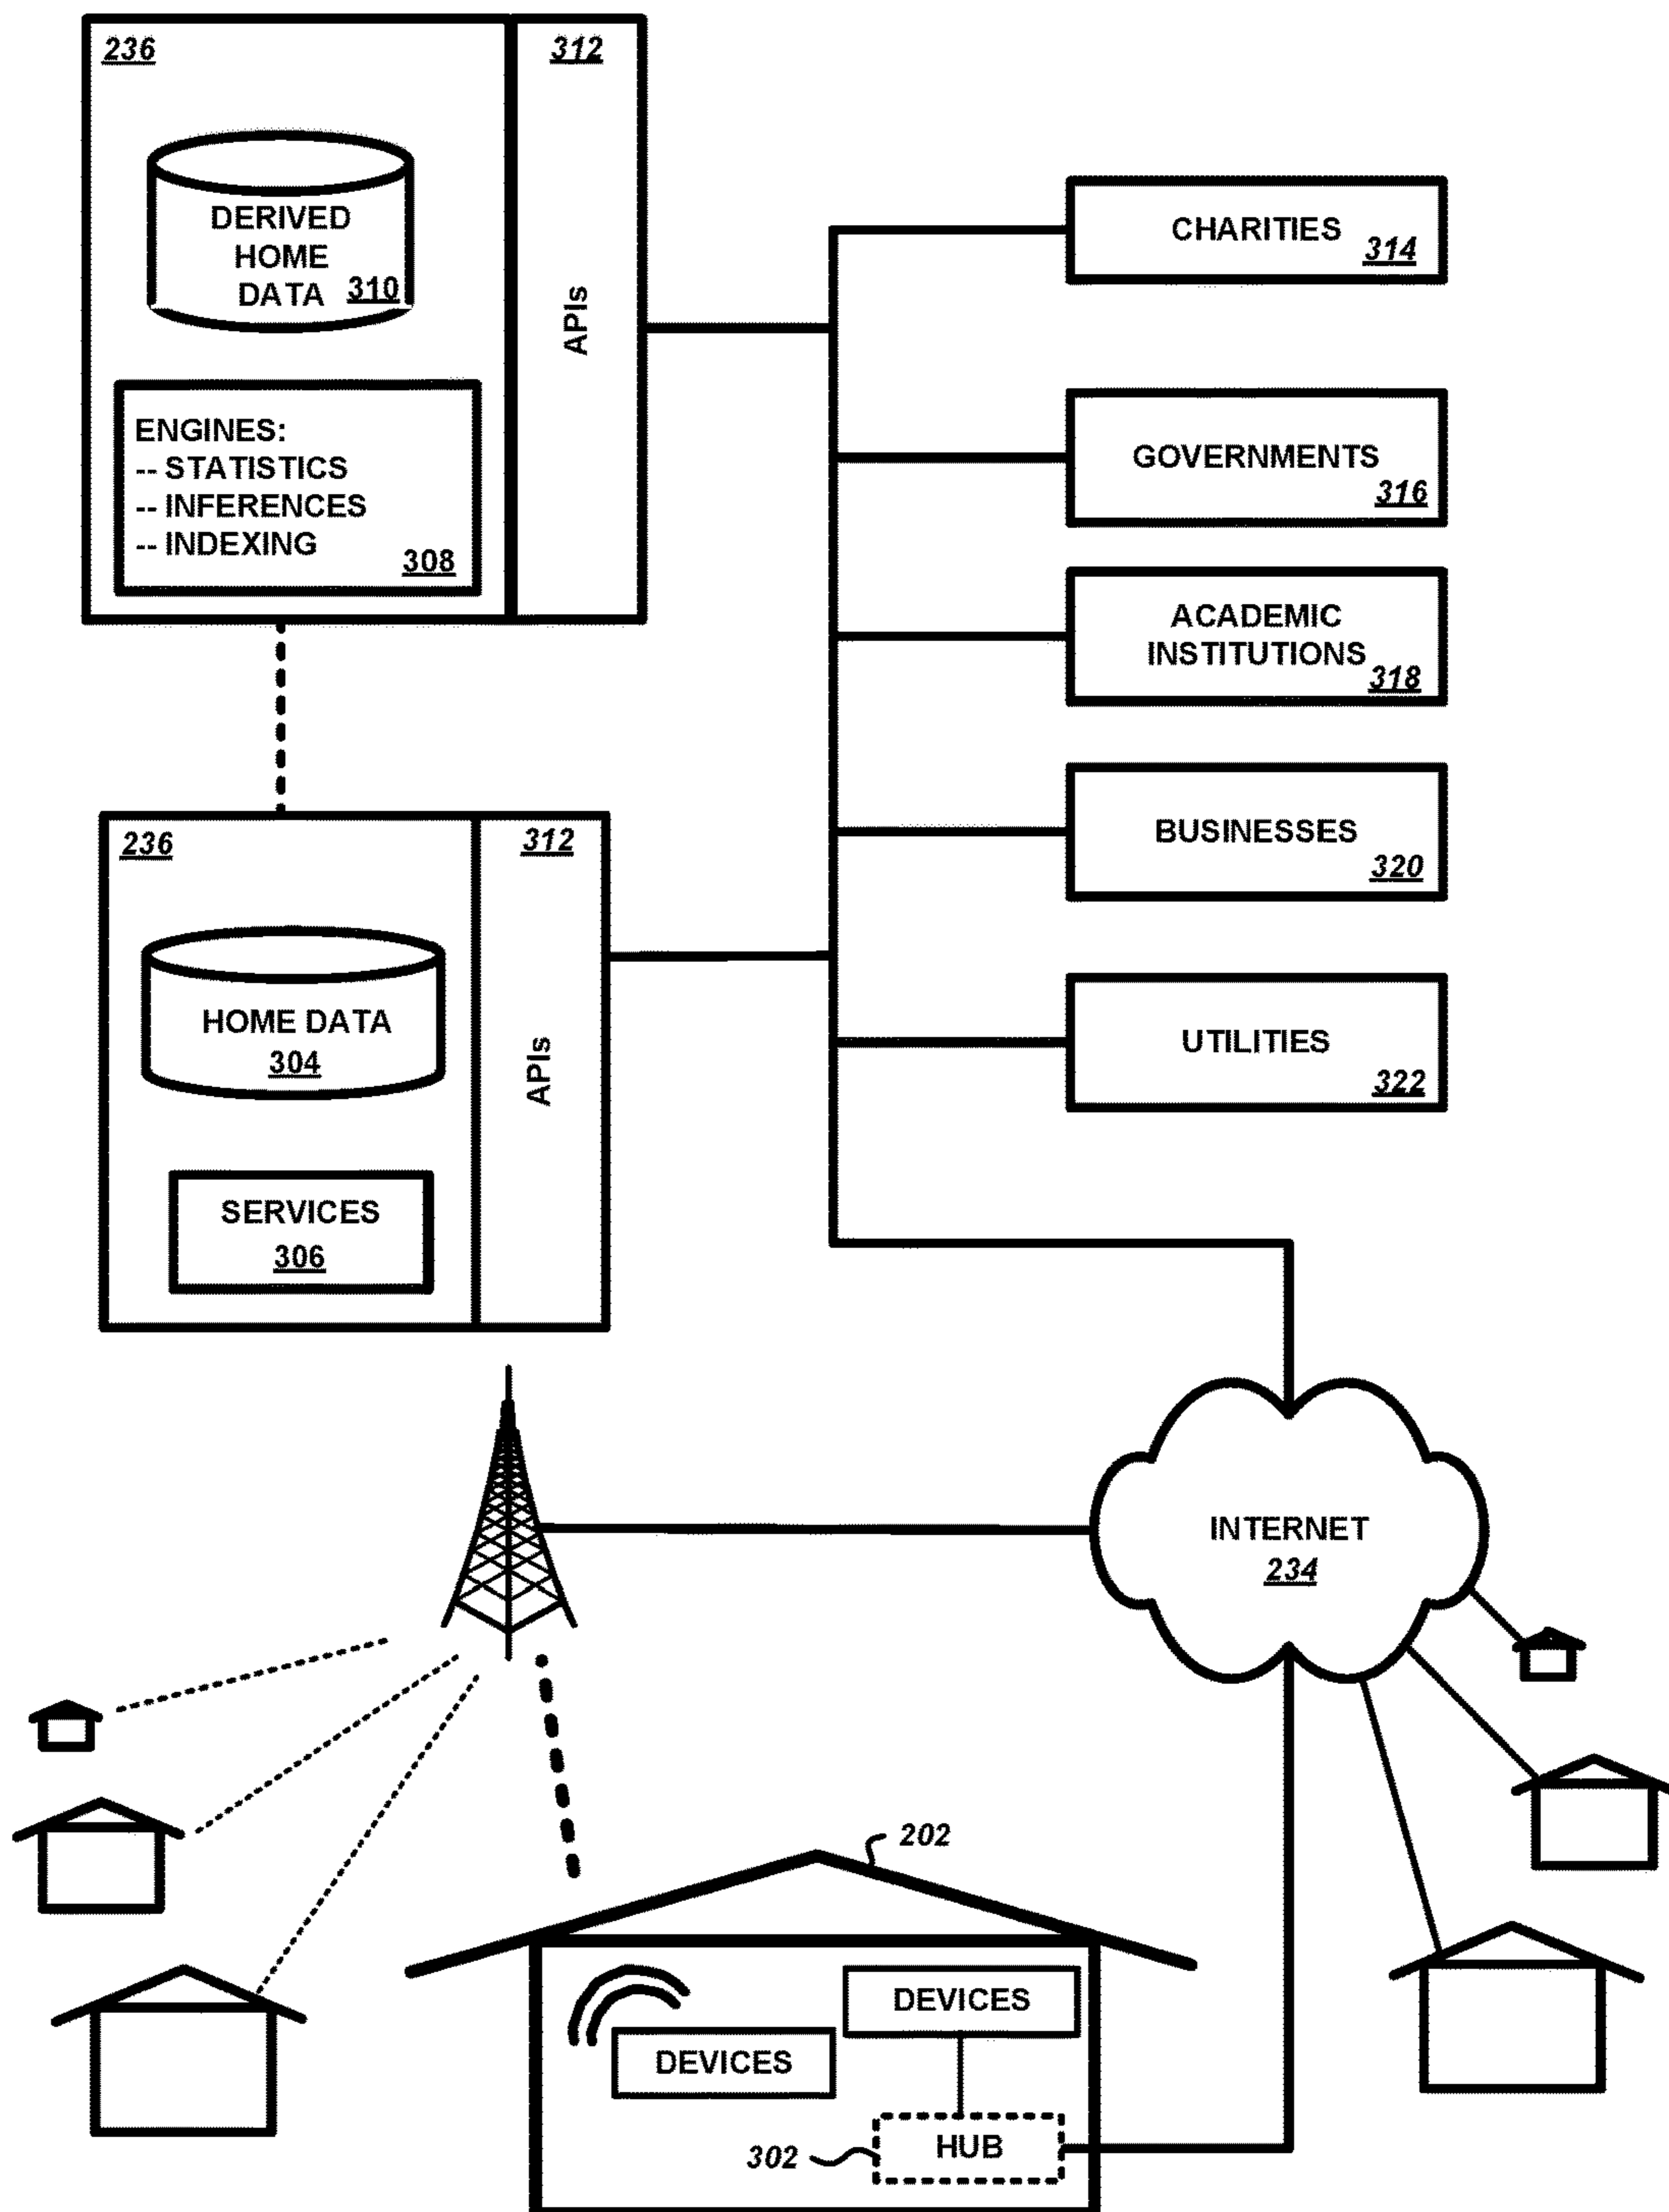 236
312
DERIVED
HOME
DATA 310
APIs
ENGINES:
-- STATISTICS
-- INFERENCES
-- INDEXING
308
CHARITIES
314
GOVERNMENTS
316
ACADEMIC
INSTITUTIONS
318
BUSINESSES
320
UTILITIES
322
236
312
HOME DATA
304
APIs
SERVICES
306
INTERNET
234
202
DEVICES
DEVICES
HUB
302